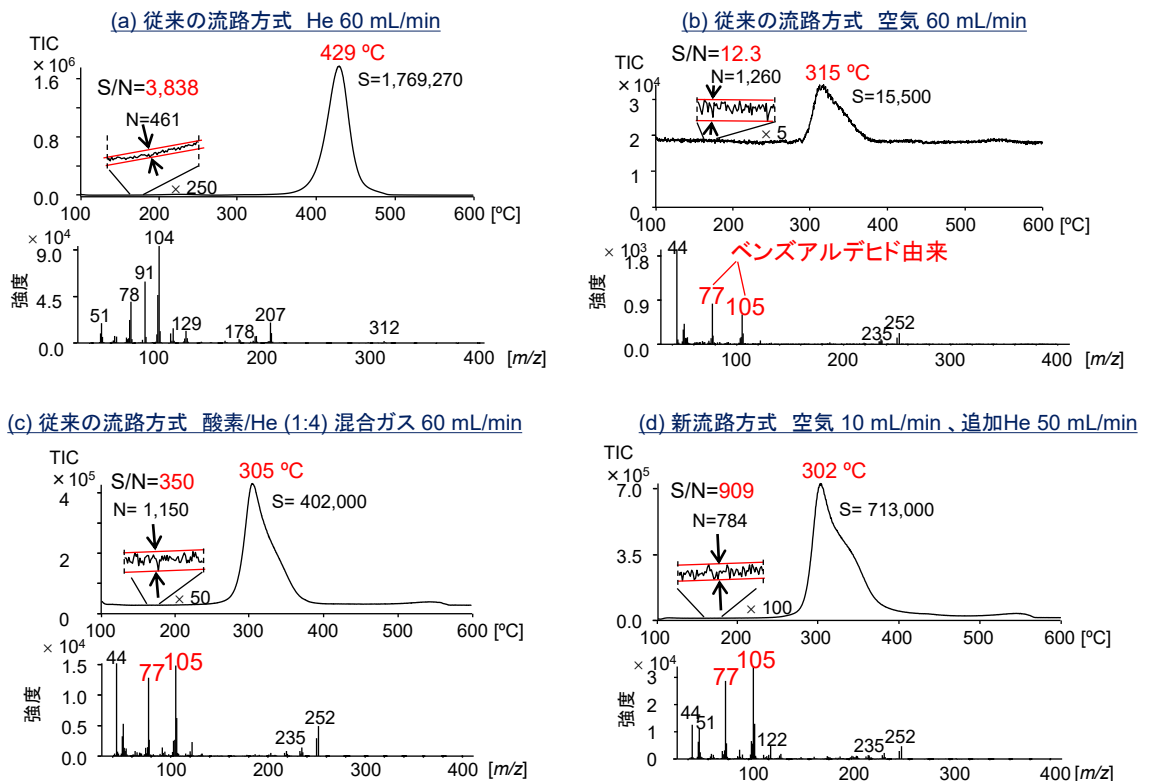 (a) 従来の流路方式 He 60 mL/min
TIC
× 10⁶
1.6
0.8
0.0
S/N=3,838
N=461
429 ºC
S=1,769,270
× 250
100 200 300 400 500 600 [ºC]
× 10⁴
強度
9.0
4.5
0.0
51
78
91
104
129
178
207
312
100 200 300 400 [m/z]
(b) 従来の流路方式 空気 60 mL/min
TIC
× 10⁴
3
2
1
0
S/N=12.3
N=1,260
315 ºC
S=15,500
× 5
100 200 300 400 500 600 [ºC]
× 10³
強度
1.8
0.9
0.0
44
ベンズアルデヒド由来
77
105
235
252
100 200 300 400 [m/z]
(c) 従来の流路方式 酸素/He (1:4) 混合ガス 60 mL/min
TIC
× 10⁵
4
2
0
S/N=350
N= 1,150
305 ºC
S= 402,000
× 50
100 200 300 400 500 600 [ºC]
× 10⁴
強度
1.5
1.0
0.5
0.0
44
77
105
235
252
100 200 300 400 [m/z]
(d) 新流路方式 空気 10 mL/min 、追加He 50 mL/min
TIC
× 10⁵
7.0
3.5
0.0
S/N=909
N=784
302 ºC
S= 713,000
× 100
100 200 300 400 500 600 [ºC]
× 10⁴
強度
3
2
1
0
44
51
77
105
122
235
252
100 200 300 400 [m/z]